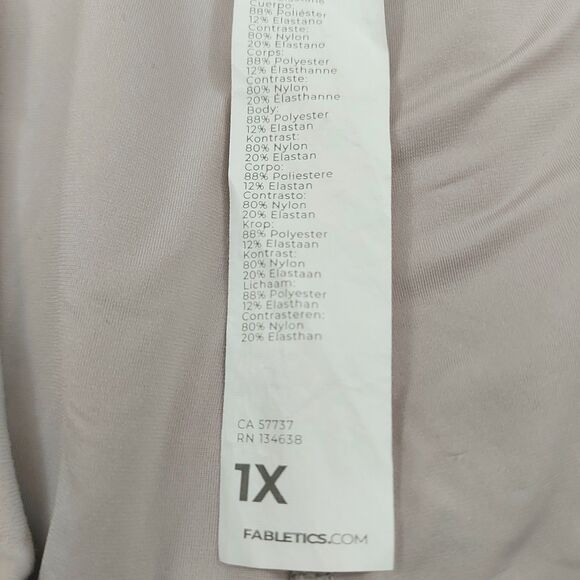 Cuerpo:
88% Poliéster
12% Elastano
Contraste:
80% Nylon
20% Elastano
Corps:
88% Polyester
12% Élasthanne
Contraste:
80% Nylon
20% Élasthanne
Body:
88% Polyester
12% Elastan
Kontrast:
80% Nylon
20% Elastan
Corpo:
88% Poliestere
12% Elastan
Contrasto:
80% Nylon
20% Elastan
Krop:
88% Polyester
12% Elastaan
Kontrast:
80% Nylon
20% Elastaan
Lichaam:
88% Polyester
12% Elasthan
Contrasteren:
80% Nylon
20% Elasthan
CA 57737
RN 134638
1X
FABLETICS.COM